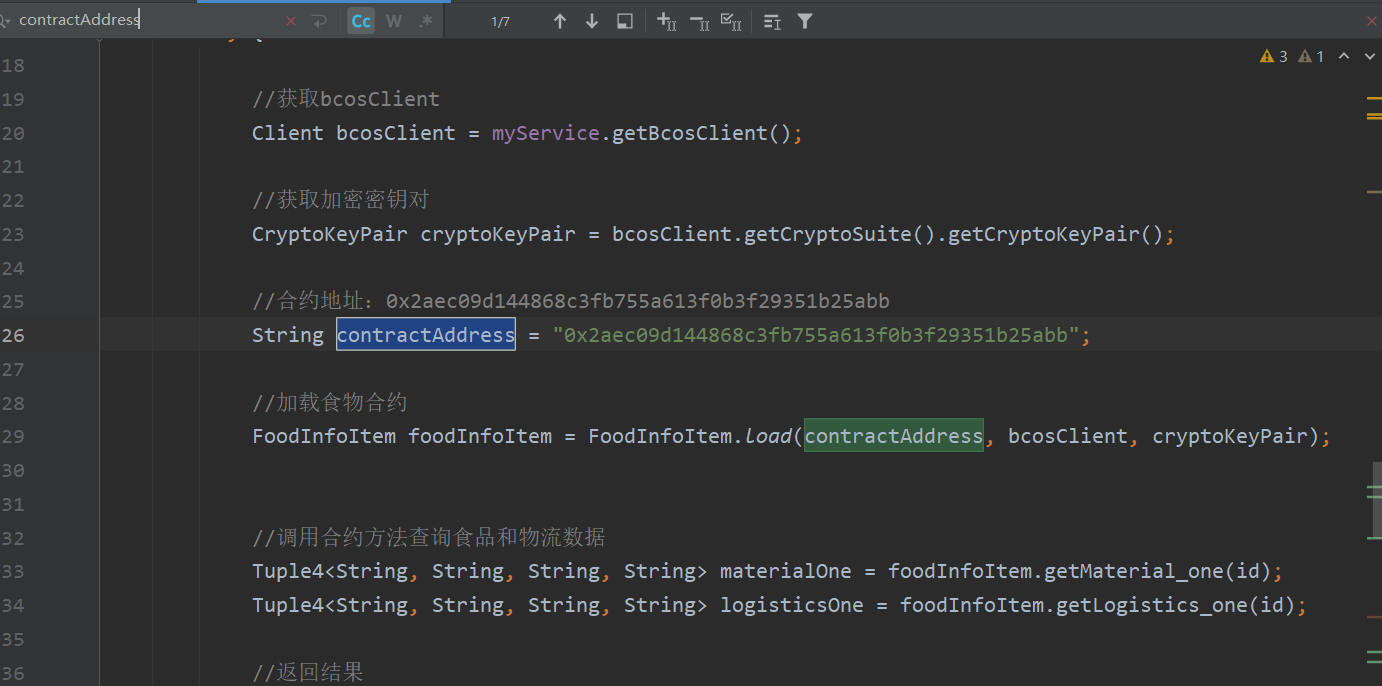 contractAddress
Cc W .* 1/7
3 1
18
19 //获取bcosClient
20 Client bcosClient = myService.getBcosClient();
21
22 //获取加密密钥对
23 CryptoKeyPair cryptoKeyPair = bcosClient.getCryptoSuite().getCryptoKeyPair();
24
25 //合约地址：0x2aec09d144868c3fb755a613f0b3f29351b25abb
26 String contractAddress = "0x2aec09d144868c3fb755a613f0b3f29351b25abb";
27
28 //加载食物合约
29 FoodInfoItem foodInfoItem = FoodInfoItem.load(contractAddress, bcosClient, cryptoKeyPair);
30
31
32 //调用合约方法查询食品和物流数据
33 Tuple4<String, String, String, String> materialOne = foodInfoItem.getMaterial_one(id);
34 Tuple4<String, String, String, String> logisticsOne = foodInfoItem.getLogistics_one(id);
35
36 //返回结果